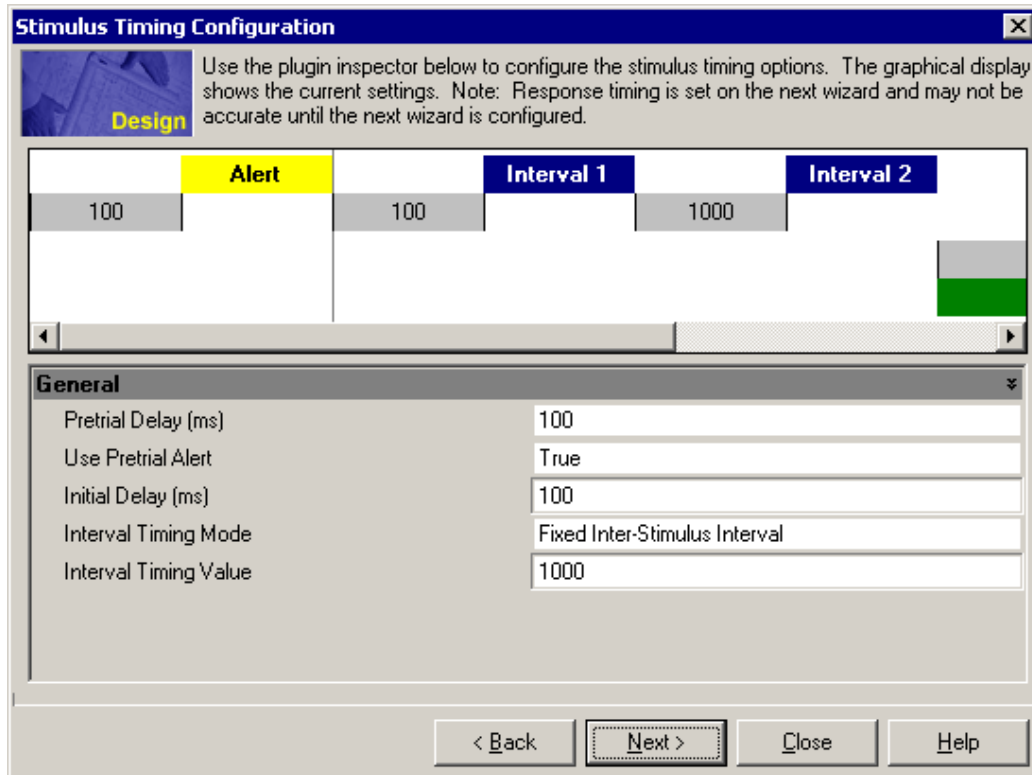 Stimulus Timing Configuration
Use the plugin inspector below to configure the stimulus timing options. The graphical display
shows the current settings. Note: Response timing is set on the next wizard and may not be
accurate until the next wizard is configured.
Design
Alert Interval 1 Interval 2
100 100 1000
General
Pretrial Delay (ms) 100
Use Pretrial Alert True
Initial Delay (ms) 100
Interval Timing Mode Fixed Inter-Stimulus Interval
Interval Timing Value 1000
< Back Next > Close Help